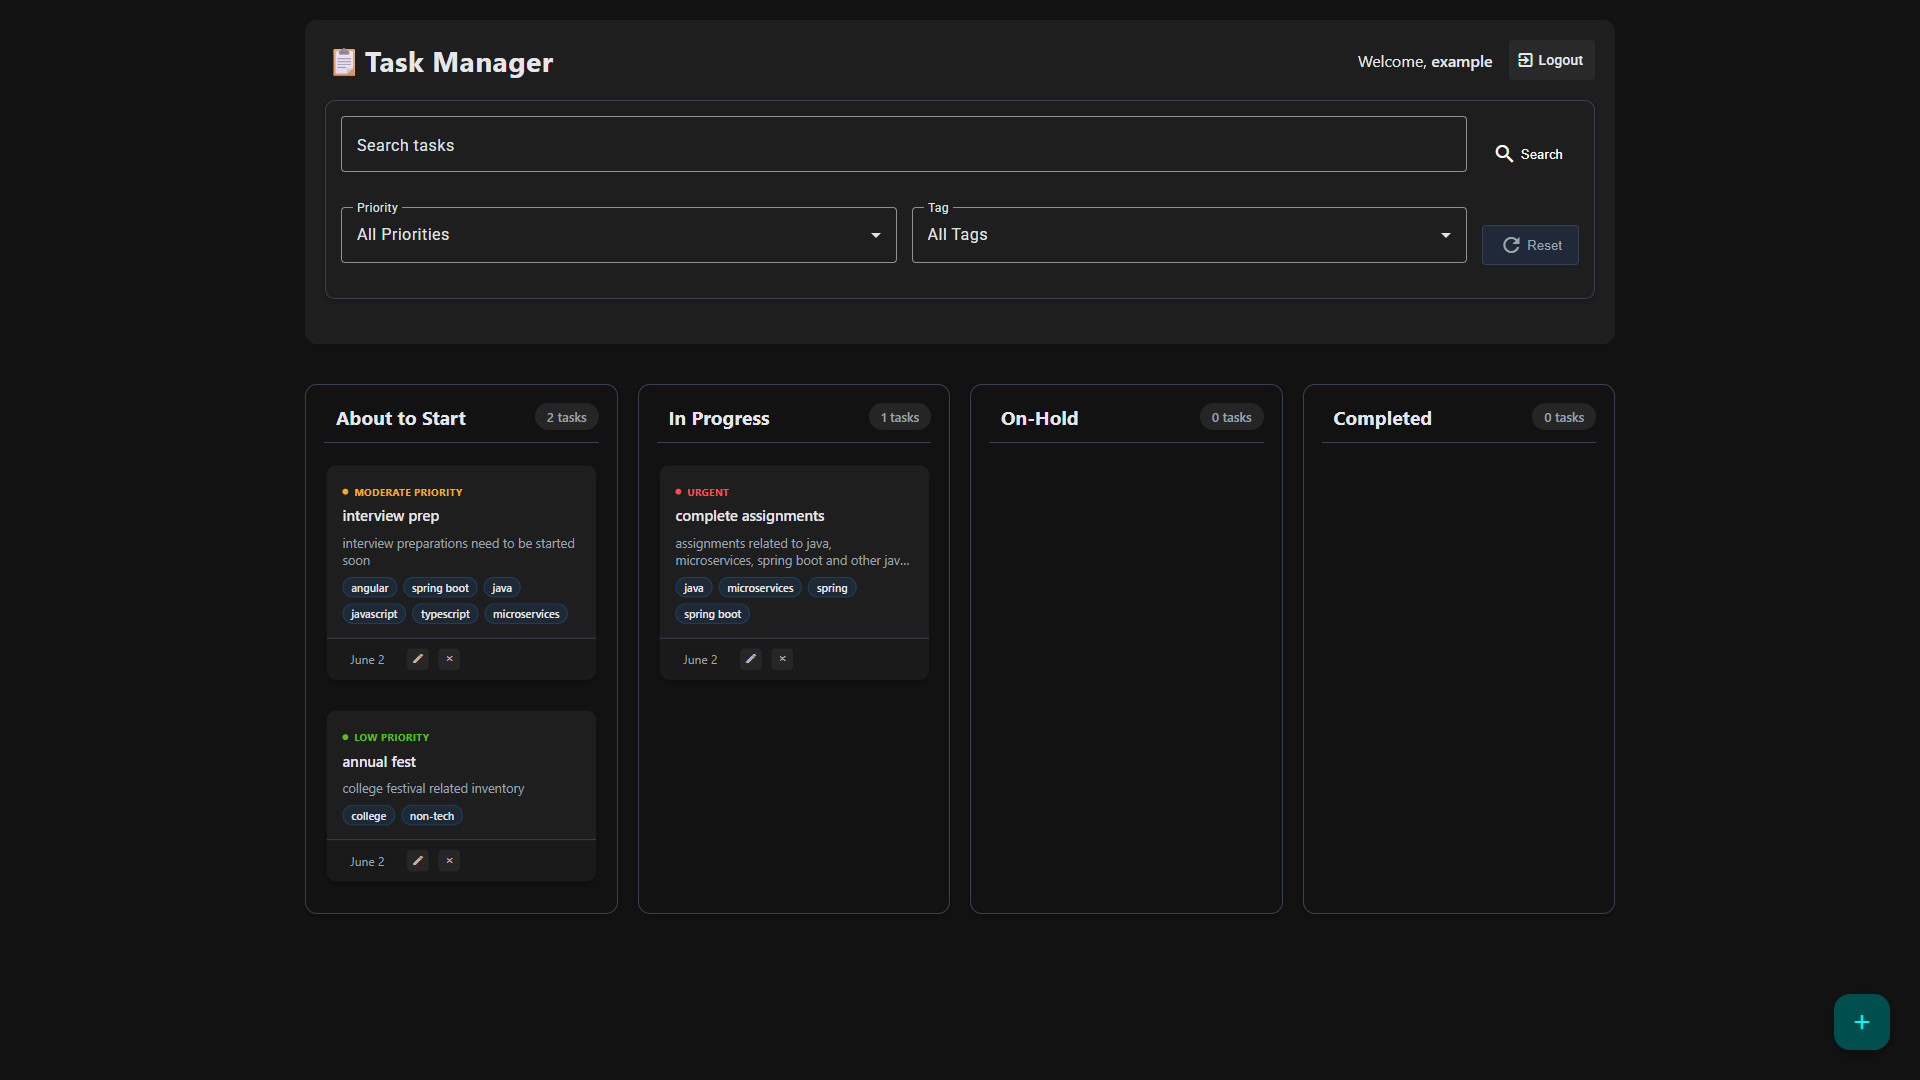 Task Manager
Welcome, example
Logout
Search tasks
Search
Priority
All Priorities
Tag
All Tags
Reset
About to Start
2 tasks
MODERATE PRIORITY
interview prep
interview preparations need to be started
soon
angular spring boot java
javascript typescript microservices
June 2
LOW PRIORITY
annual fest
college festival related inventory
college non-tech
June 2
In Progress
1 tasks
URGENT
complete assignments
assignments related to java,
microservices, spring boot and other jav...
java microservices spring
spring boot
June 2
On-Hold
0 tasks
Completed
0 tasks
+